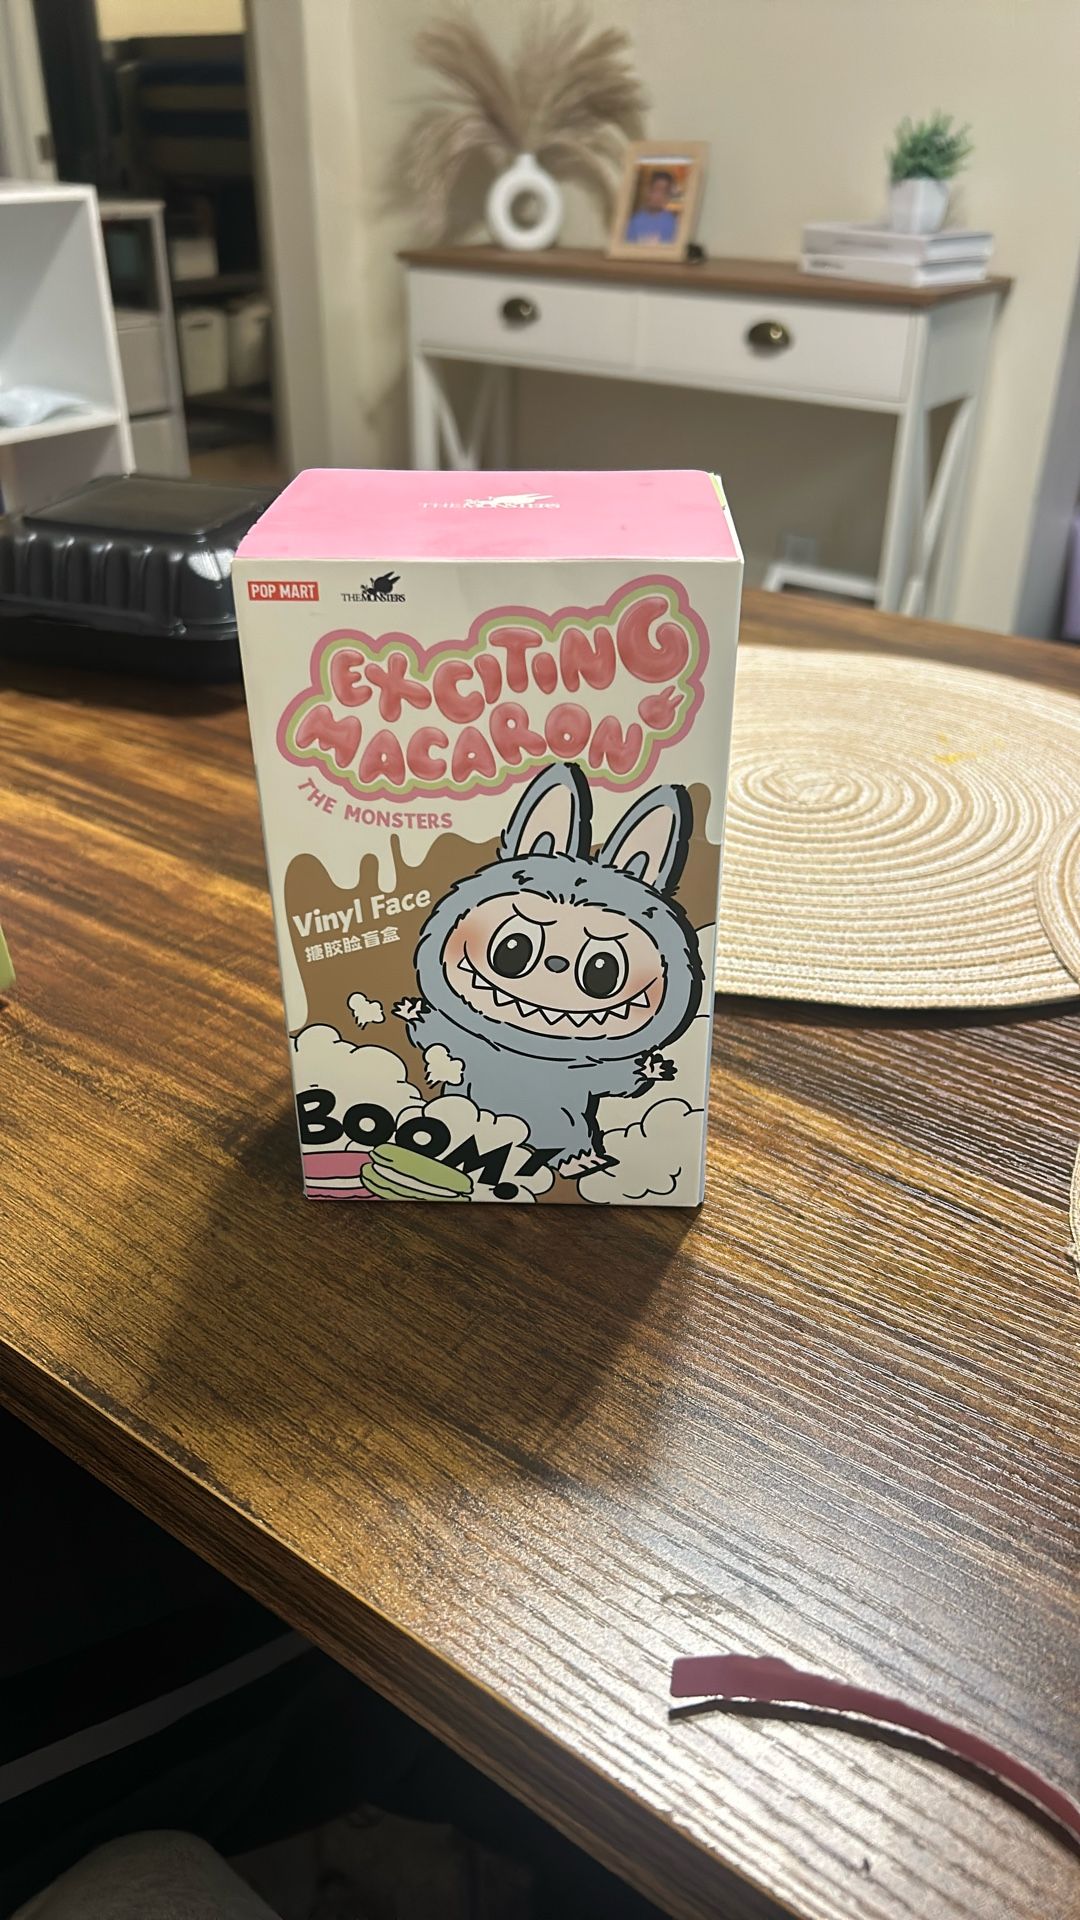 THE MONSTERS
POP MART
THE MONSTERS
EXCITING
MACARON
THE MONSTERS
Vinyl Face
搪胶脸盲盒
BOOM!